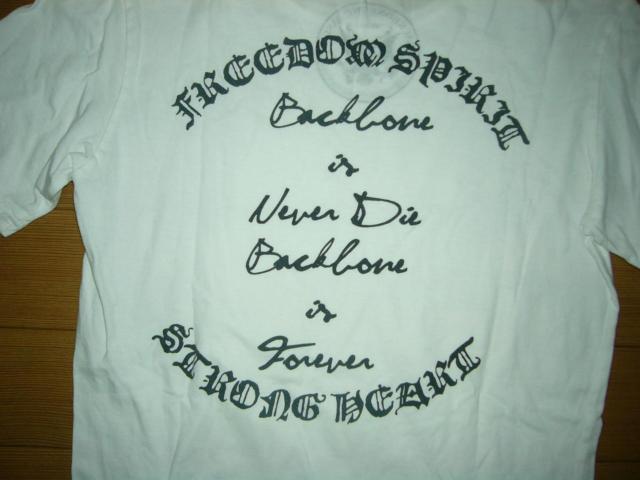 FREEDOM SPIRIT
Backbone
is
Never Die
Backbone
is
Forever
STRONG HEART